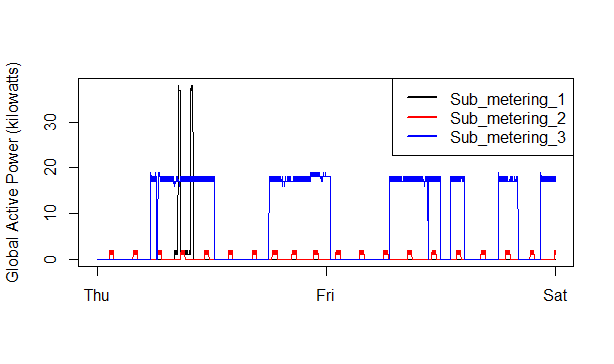 Global Active Power (kilowatts)
30
20
10
0
Sub_metering_1
Sub_metering_2
Sub_metering_3
Thu
Fri
Sat